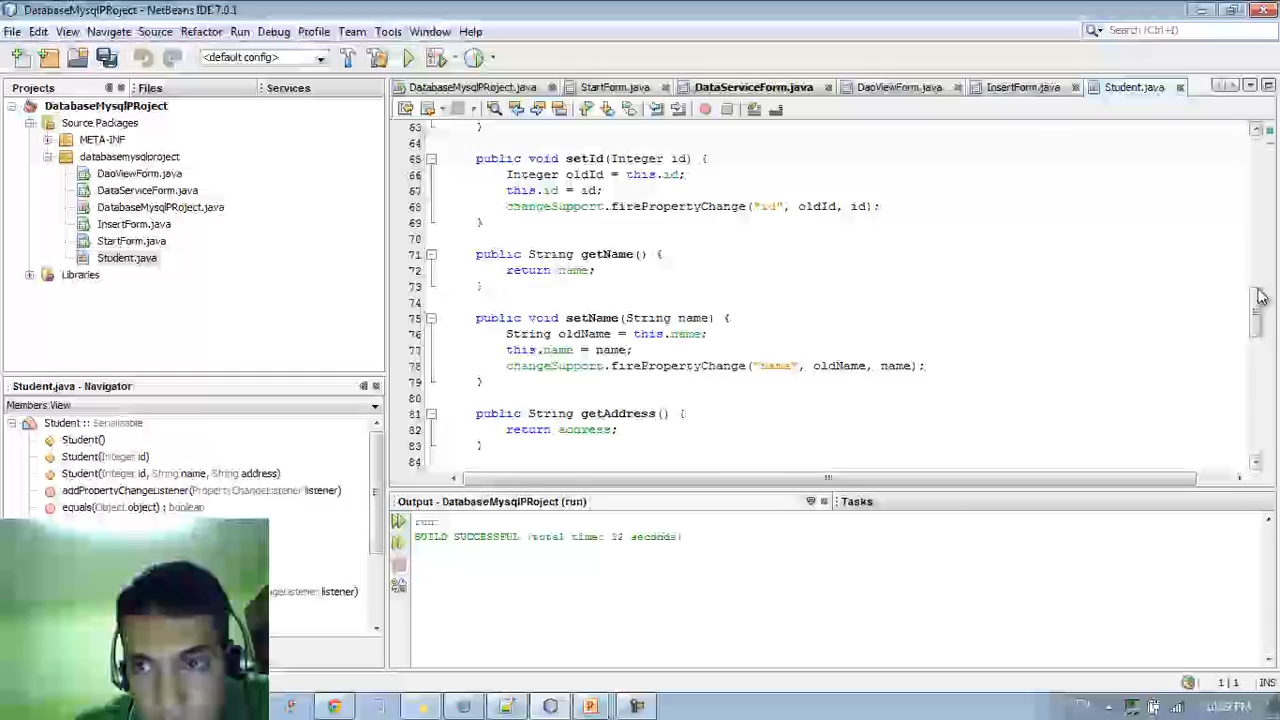 DatabaseMysqlPRoject - NetBeans IDE 7.0.1
File Edit View Navigate Source Refactor Run Debug Profile Team Tools Window Help
Search (Ctrl+I)
<default config>
Projects Files Services
DatabaseMysqlPRoject.java StartForm.java DataServiceForm.java DaoViewForm.java InsertForm.java Student.java
DatabaseMysqlPRoject
Source Packages
META-INF
databasemysqlproject
DaoViewForm.java
DataServiceForm.java
DatabaseMysqlPRoject.java
InsertForm.java
StartForm.java
Student.java
Libraries
63 }
64
65 public void setId(Integer id) {
66 Integer oldId = this.id;
67 this.id = id;
68 changeSupport.firePropertyChange("id", oldId, id);
69 }
70
71 public String getName() {
72 return name;
73 }
74
75 public void setName(String name) {
76 String oldName = this.name;
77 this.name = name;
78 changeSupport.firePropertyChange("name", oldName, name);
79 }
80
81 public String getAddress() {
82 return address;
83 }
84
Student.java - Navigator
Members View
Student :: Serializable
Student()
Student(Integer id)
Student(Integer id, String name, String address)
addPropertyChangeListener(PropertyChangeListener listener)
equals(Object object) : boolean
listener)
Output - DatabaseMysqlPRoject (run) Tasks
run:
BUILD SUCCESSFUL (total time: 12 seconds)
1 | 1 INS